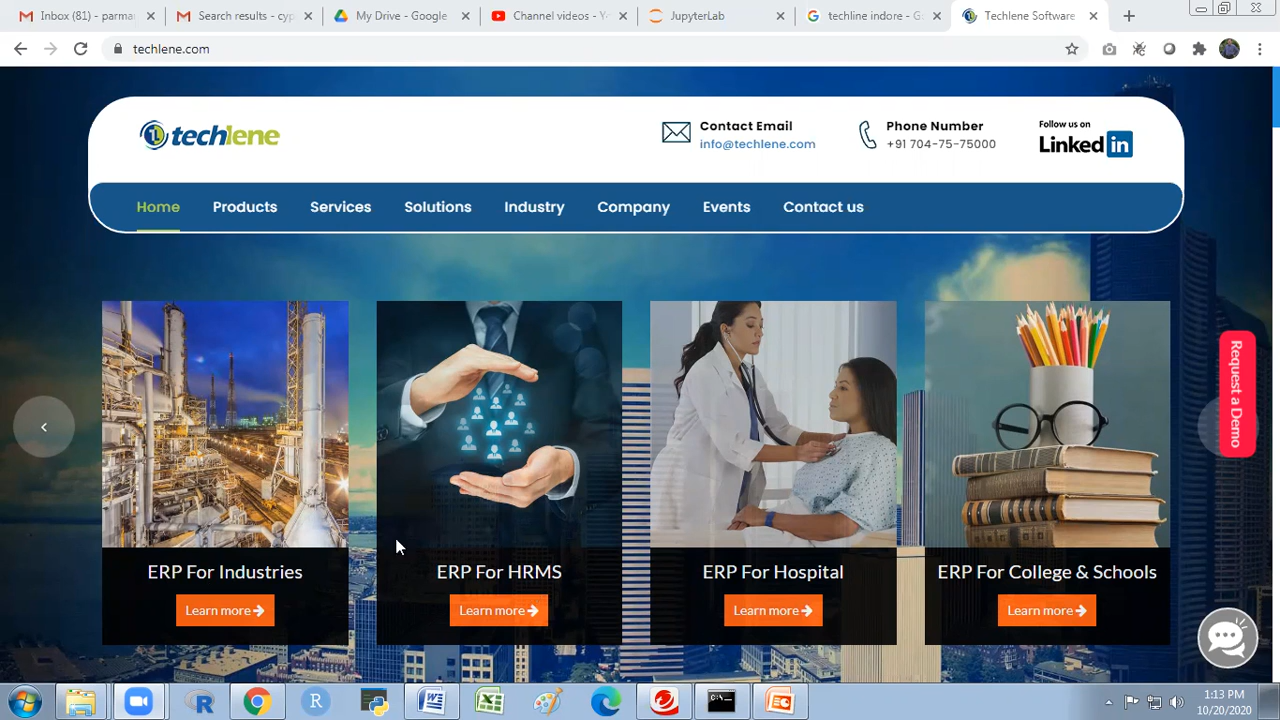 Inbox (81) - parma
Search results - cyp
My Drive - Google
Channel videos - Y
JupyterLab
techline indore - G
Techlene Software
techlene.com
techlene
Contact Email
info@techlene.com
Phone Number
+91 704-75-75000
Follow us on
Linked in
Home
Products
Services
Solutions
Industry
Company
Events
Contact us
Request a Demo
ERP For Industries
Learn more
ERP For HRMS
Learn more
ERP For Hospital
Learn more
ERP For College & Schools
Learn more
1:13 PM
10/20/2020